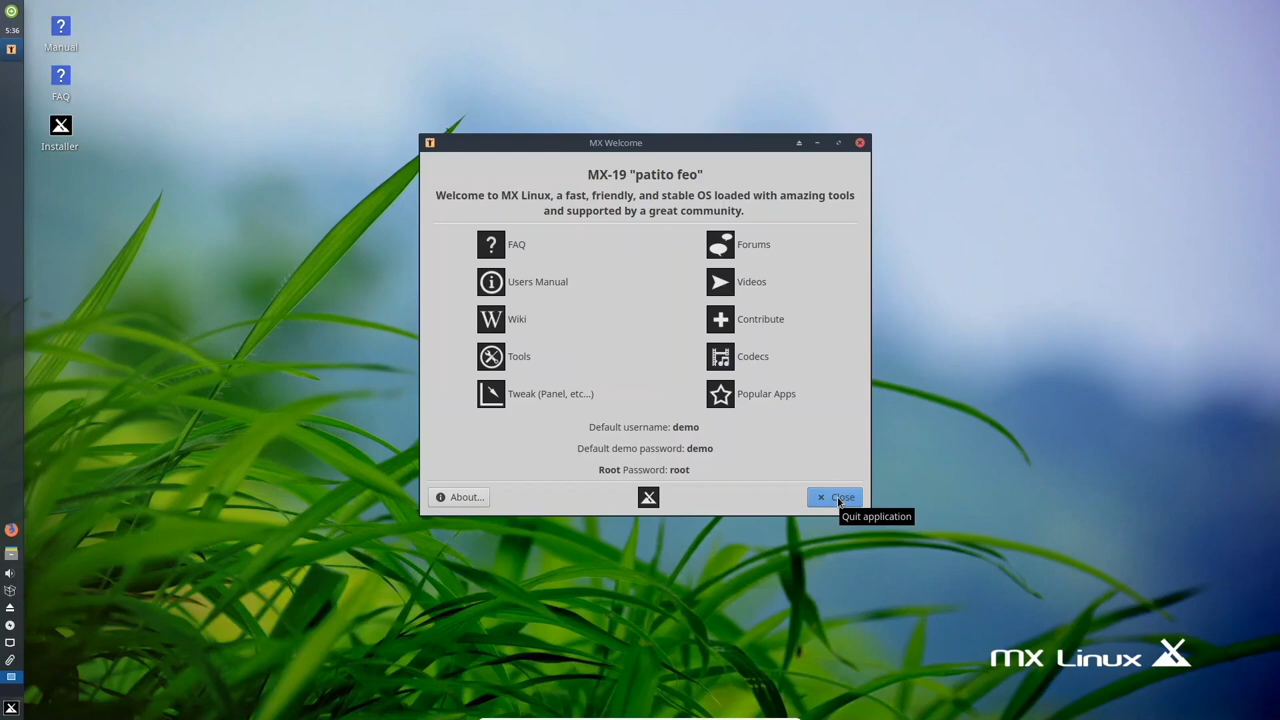 5:36
Manual
FAQ
Installer
MX Welcome
MX-19 "patito feo"
Welcome to MX Linux, a fast, friendly, and stable OS loaded with amazing tools
and supported by a great community.
? FAQ
Forums
Users Manual
Videos
W Wiki
Contribute
Tools
Codecs
Tweak (Panel, etc...)
Popular Apps
Default username: demo
Default demo password: demo
Root Password: root
About...
Close
Quit application
MX Linux